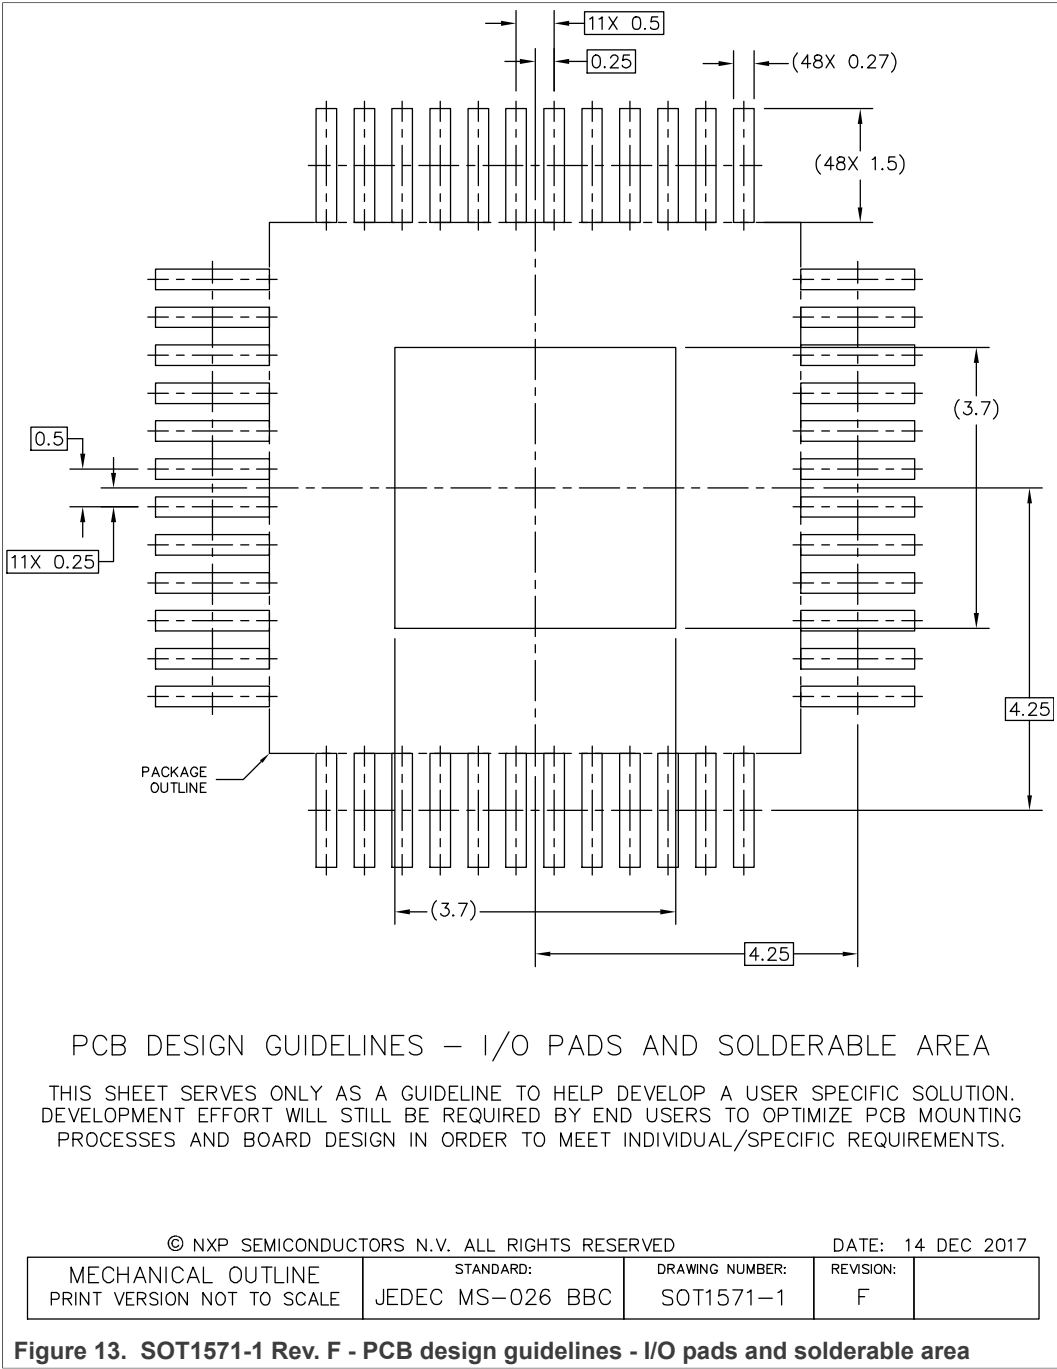 11X 0.5
0.25
(48X 0.27)
(48X 1.5)
(3.7)
0.5
11X 0.25
4.25
PACKAGE
OUTLINE
(3.7)
4.25
PCB DESIGN GUIDELINES – I/O PADS AND SOLDERABLE AREA
THIS SHEET SERVES ONLY AS A GUIDELINE TO HELP DEVELOP A USER SPECIFIC SOLUTION.
DEVELOPMENT EFFORT WILL STILL BE REQUIRED BY END USERS TO OPTIMIZE PCB MOUNTING
PROCESSES AND BOARD DESIGN IN ORDER TO MEET INDIVIDUAL/SPECIFIC REQUIREMENTS.
© NXP SEMICONDUCTORS N.V. ALL RIGHTS RESERVED
DATE: 14 DEC 2017
MECHANICAL OUTLINE
PRINT VERSION NOT TO SCALE
STANDARD:
JEDEC MS–026 BBC
DRAWING NUMBER:
SOT1571–1
REVISION:
F
Figure 13. SOT1571-1 Rev. F - PCB design guidelines - I/O pads and solderable area